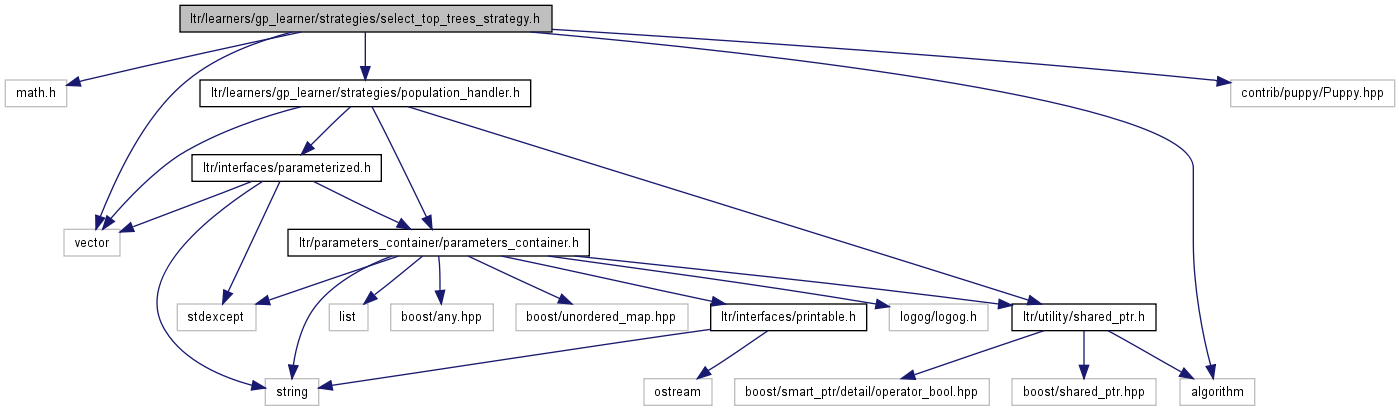 ltr/learners/gp_learner/strategies/select_top_trees_strategy.h
math.h
ltr/learners/gp_learner/strategies/population_handler.h
contrib/puppy/Puppy.hpp
ltr/interfaces/parameterized.h
vector
ltr/parameters_container/parameters_container.h
stdexcept
list
boost/any.hpp
boost/unordered_map.hpp
ltr/interfaces/printable.h
logog/logog.h
ltr/utility/shared_ptr.h
string
ostream
boost/smart_ptr/detail/operator_bool.hpp
boost/shared_ptr.hpp
algorithm